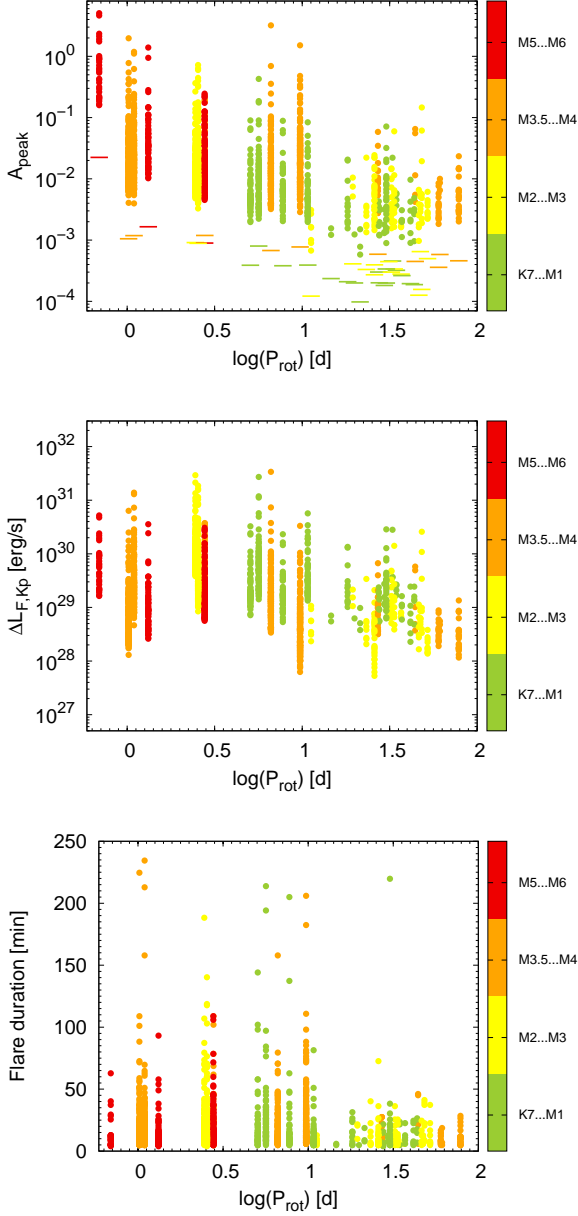 10^0
10^-1
10^-2
10^-3
10^-4
A_peak
0 0.5 1 1.5 2
log(P_rot) [d]
M5...M6
M3.5...M4
M2...M3
K7...M1
10^32
10^31
10^30
10^29
10^28
10^27
ΔL_F,Kp [erg/s]
0 0.5 1 1.5 2
log(P_rot) [d]
M5...M6
M3.5...M4
M2...M3
K7...M1
250
200
150
100
50
0
Flare duration [min]
0 0.5 1 1.5 2
log(P_rot) [d]
M5...M6
M3.5...M4
M2...M3
K7...M1